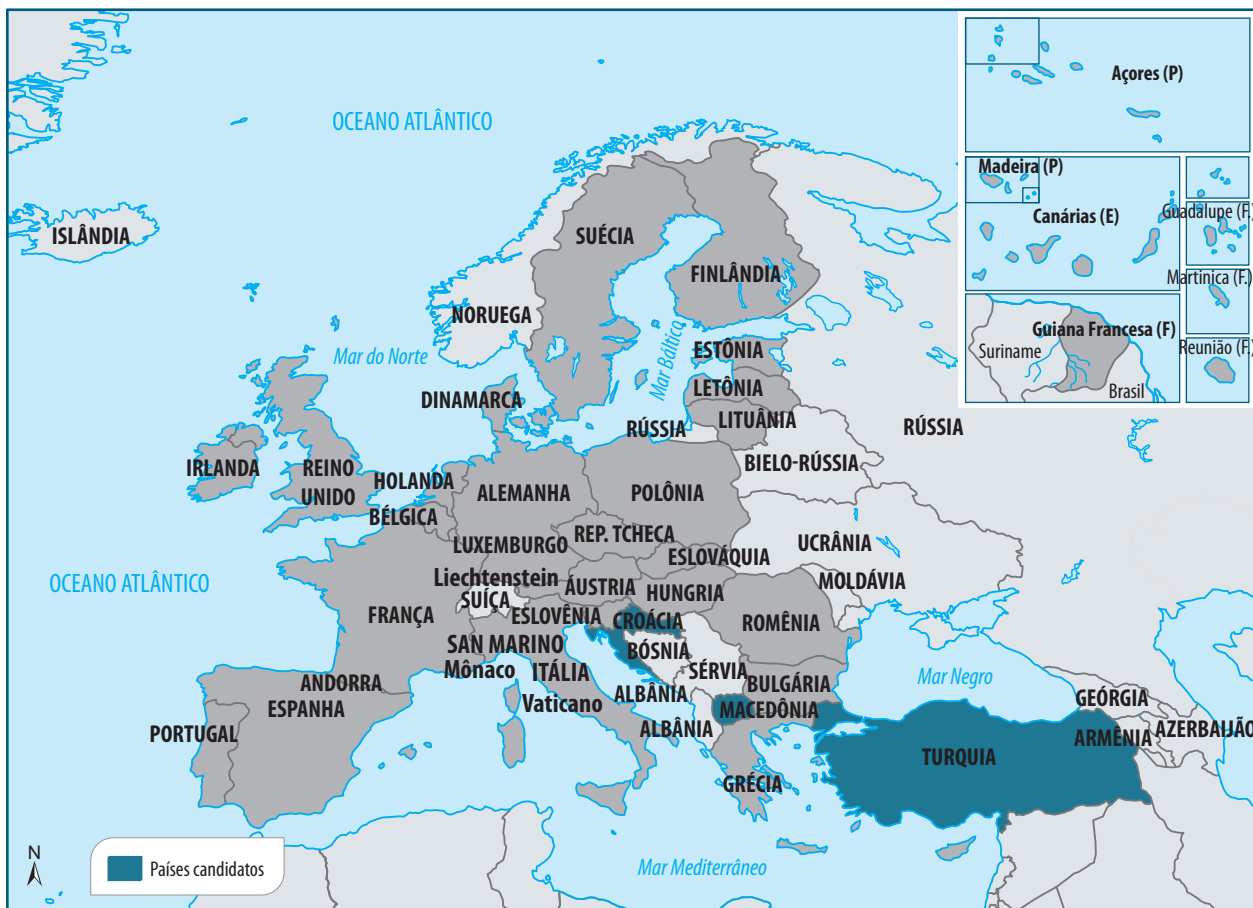 OCEANO ATLÂNTICO
Açores (P)
Madeira (P)
Canárias (E)
Guadalupe (F.)
Martinica (F.)
Guiana Francesa (F)
Suriname
Brasil
Reunião (F.)
ISLÂNDIA
SUÉCIA
FINLÂNDIA
NORUEGA
Mar do Norte
Mar Báltico
ESTÔNIA
LETÔNIA
LITUÂNIA
DINAMARCA
RÚSSIA
RÚSSIA
BIELO-RÚSSIA
IRLANDA
REINO
UNIDO
HOLANDA
BÉLGICA
ALEMANHA
POLÔNIA
LUXEMBURGO
REP. TCHECA
ESLOVÁQUIA
UCRÂNIA
MOLDÁVIA
OCEANO ATLÂNTICO
FRANÇA
Liechtenstein
SUÍÇA
ÁUSTRIA
HUNGRIA
ESLOVÊNIA
CROÁCIA
ROMÊNIA
SAN MARINO
Mônaco
ITÁLIA
Vaticano
BÓSNIA
SÉRVIA
BULGÁRIA
ALBÂNIA
MACEDÔNIA
ALBÂNIA
GRÉCIA
ANDORRA
ESPANHA
PORTUGAL
Mar Negro
GEÓRGIA
ARMÊNIA
AZERBAIJÃO
TURQUIA
Mar Mediterrâneo
N
Países candidatos